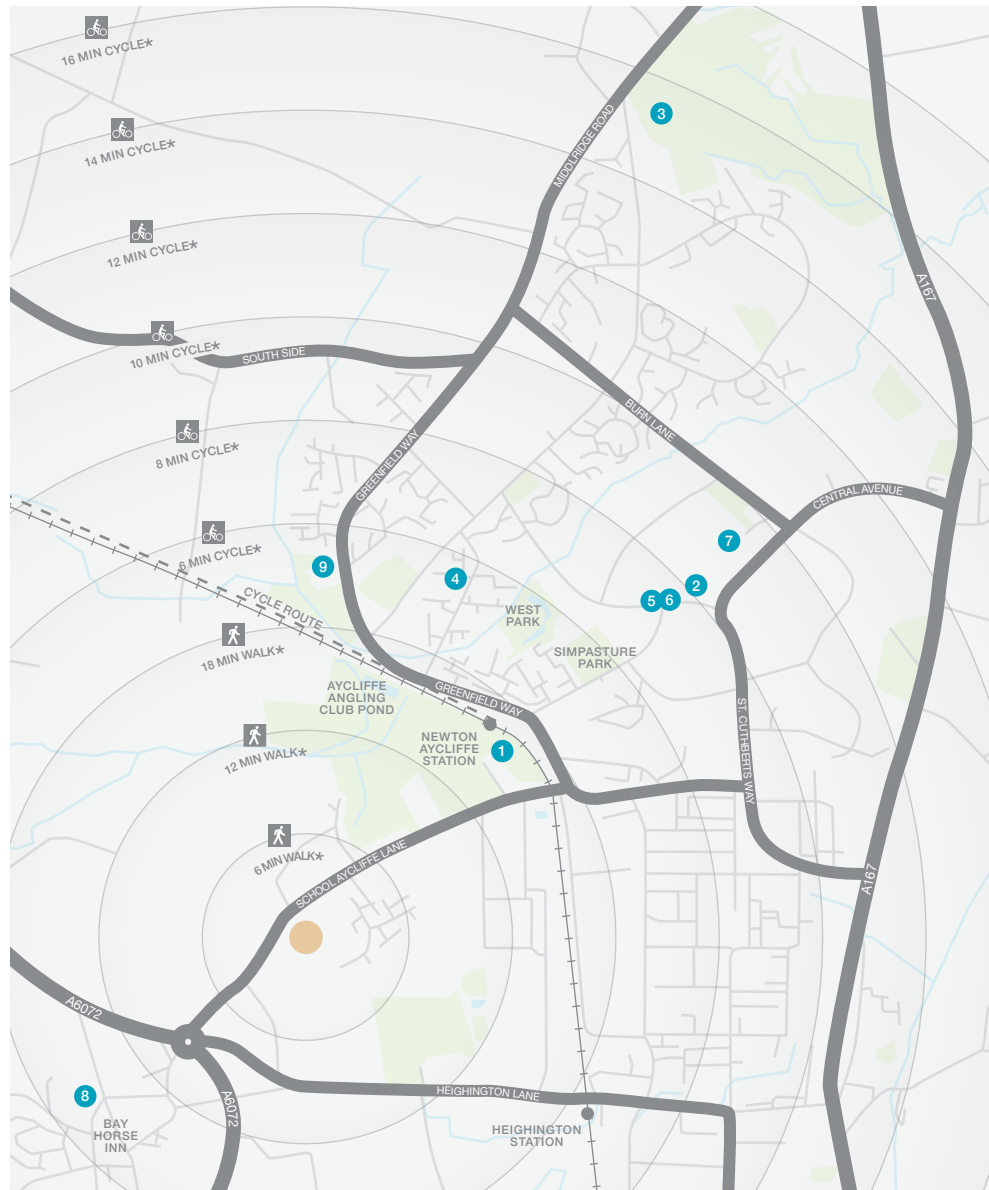 16 MIN CYCLE*
3
14 MIN CYCLE*
MIDDLRIDGE ROAD
12 MIN CYCLE*
A167
10 MIN CYCLE*
SOUTH SIDE
BURN LANE
8 MIN CYCLE*
GREENFIELD WAY
CENTRAL AVENUE
6 MIN CYCLE*
7
9
4
2
5
6
CYCLE ROUTE
WEST
PARK
18 MIN WALK*
SIMPASTURE
PARK
AYCLIFFE
ANGLING
CLUB POND
GREENFIELD WAY
ST. CUTHBERTS WAY
NEWTON
AYCLIFFE
STATION
1
12 MIN WALK*
6 MIN WALK*
SCHOOL AYCLIFFE LANE
A167
A6072
8
A6072
HEIGHINGTON LANE
BAY
HORSE
INN
HEIGHINGTON
STATION